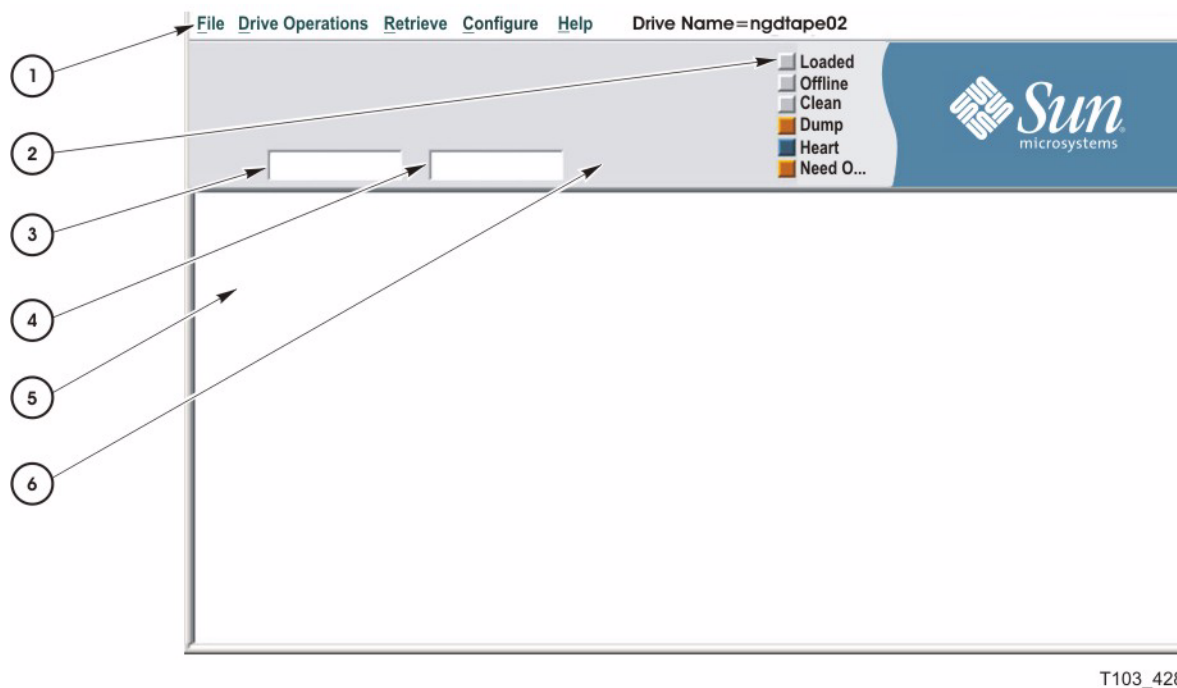 File Drive Operations Retrieve Configure Help Drive Name=ngdtape02
1
Loaded
Offline
Clean
Dump
Heart
Need O...
Sun
microsystems
2
3
4
5
6
T103_428